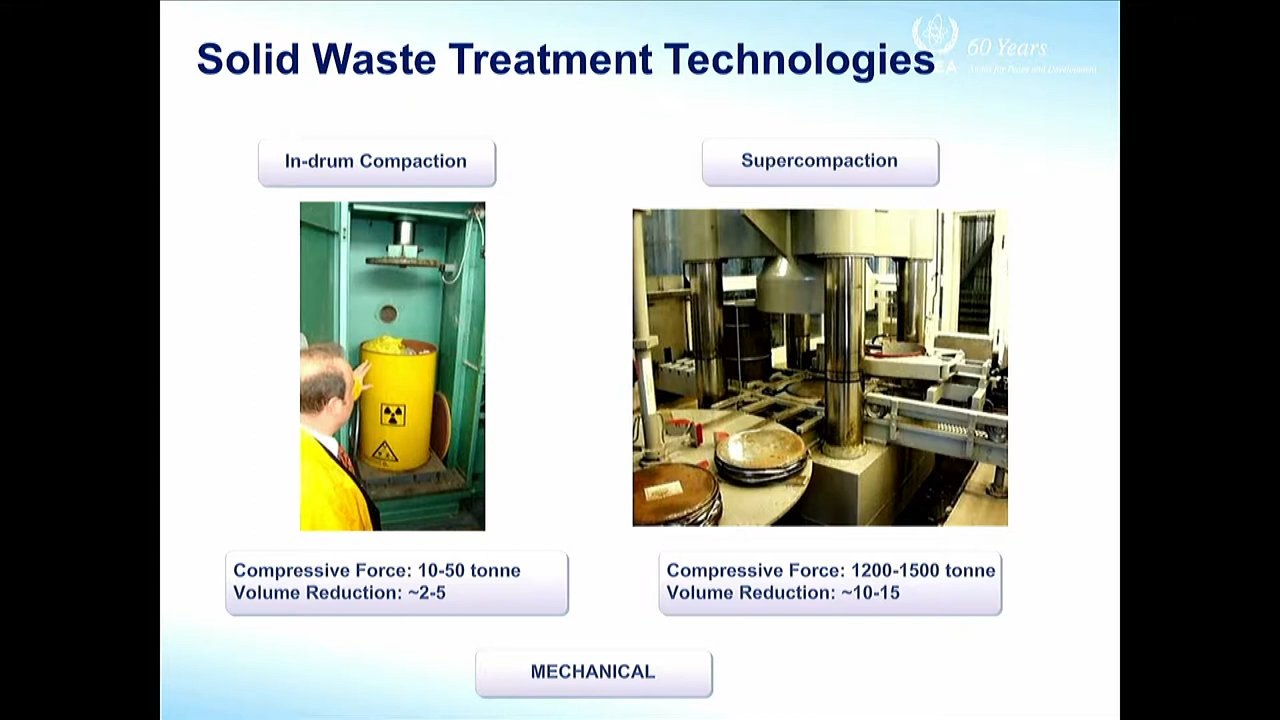 Solid Waste Treatment Technologies
60 Years
In-drum Compaction
Supercompaction
Compressive Force: 10-50 tonne
Volume Reduction: ~2-5
Compressive Force: 1200-1500 tonne
Volume Reduction: ~10-15
MECHANICAL